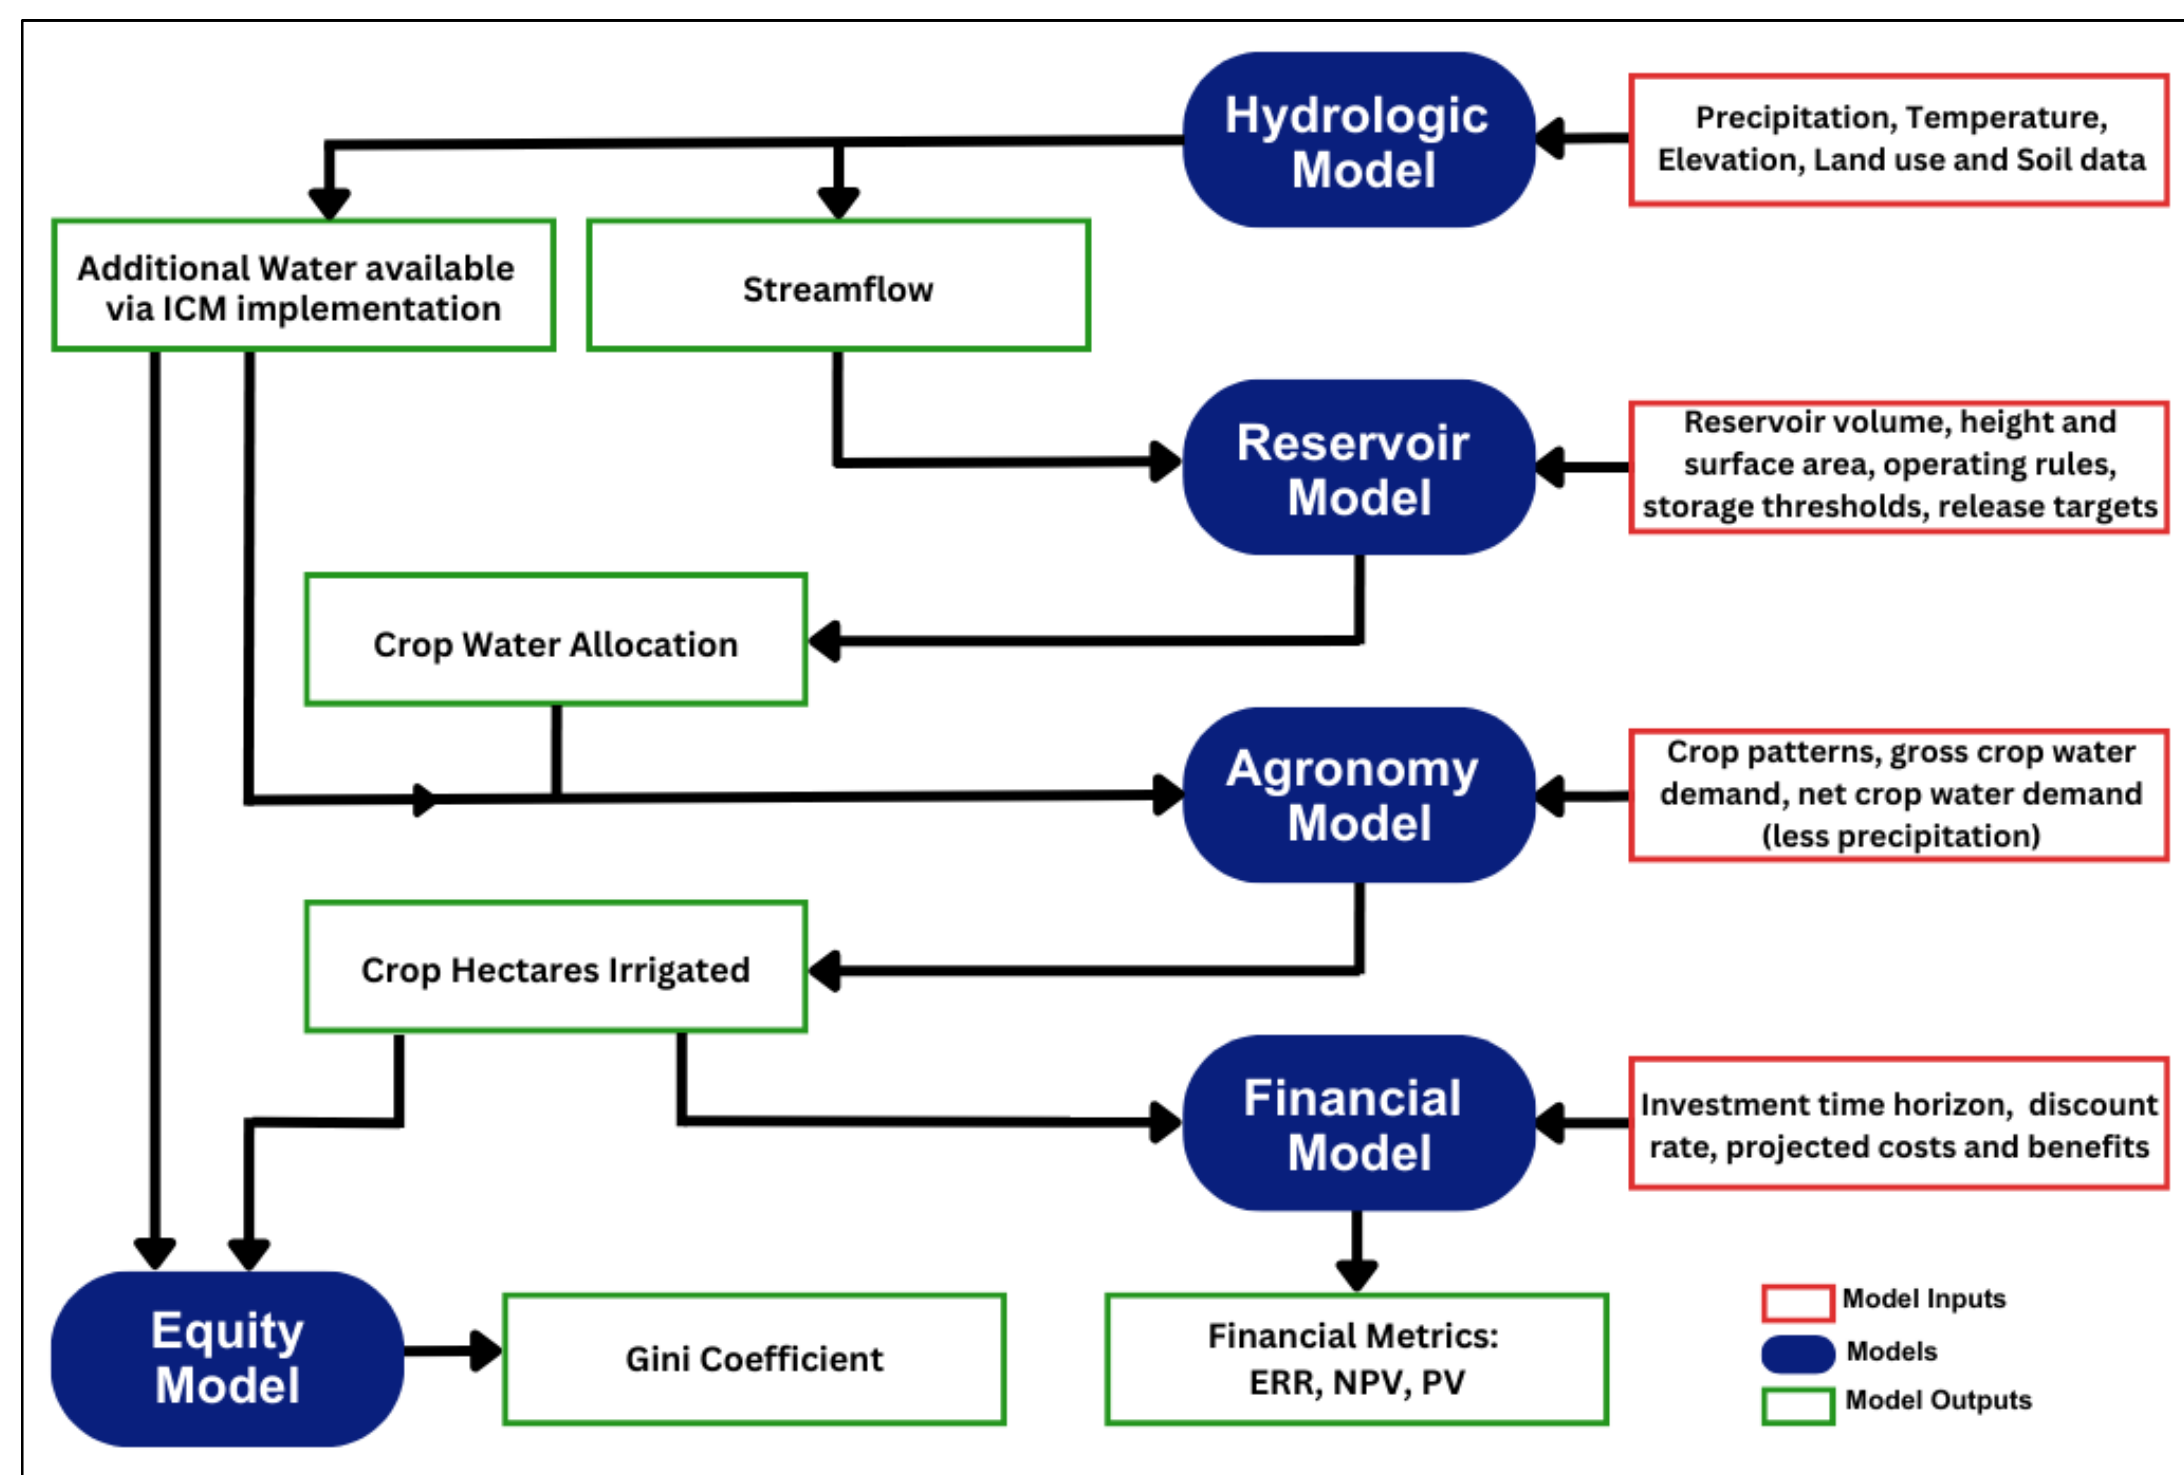 Hydrologic
Model
Precipitation, Temperature,
Elevation, Land use and Soil data
Additional Water available
via ICM implementation
Streamflow
Reservoir
Model
Reservoir volume, height and
surface area, operating rules,
storage thresholds, release targets
Crop Water Allocation
Agronomy
Model
Crop patterns, gross crop water
demand, net crop water demand
(less precipitation)
Crop Hectares Irrigated
Financial
Model
Investment time horizon, discount
rate, projected costs and benefits
Equity
Model
Gini Coefficient
Financial Metrics:
ERR, NPV, PV
Model Inputs
Models
Model Outputs